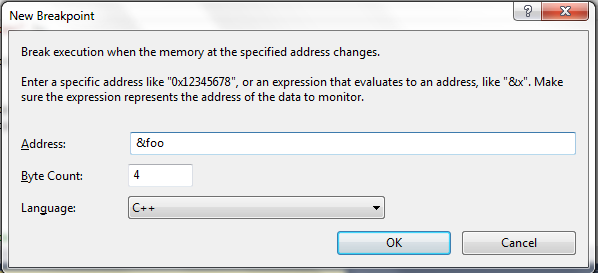 New Breakpoint
Break execution when the memory at the specified address changes.
Enter a specific address like "0x12345678", or an expression that evaluates to an address, like "&x". Make
sure the expression represents the address of the data to monitor.
Address: &foo
Byte Count: 4
Language: C++
OK Cancel